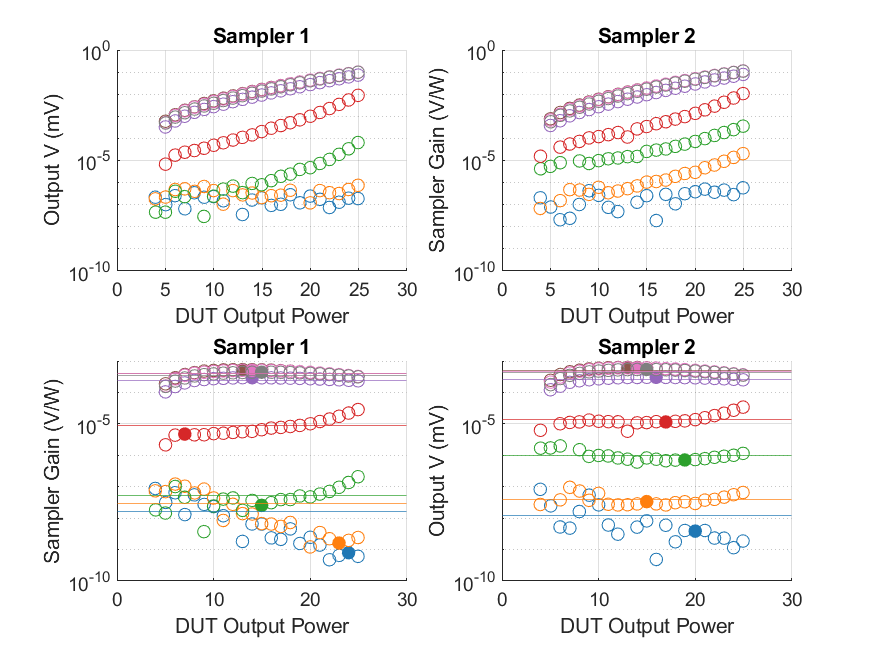 Sampler 1
Output V (mV)
10^0
10^-5
10^-10
0 5 10 15 20 25 30
DUT Output Power
Sampler 2
Sampler Gain (V/W)
10^0
10^-5
10^-10
0 5 10 15 20 25 30
DUT Output Power
Sampler 1
Sampler Gain (V/W)
10^-5
10^-10
0 10 20 30
DUT Output Power
Sampler 2
Output V (mV)
10^-5
10^-10
0 10 20 30
DUT Output Power